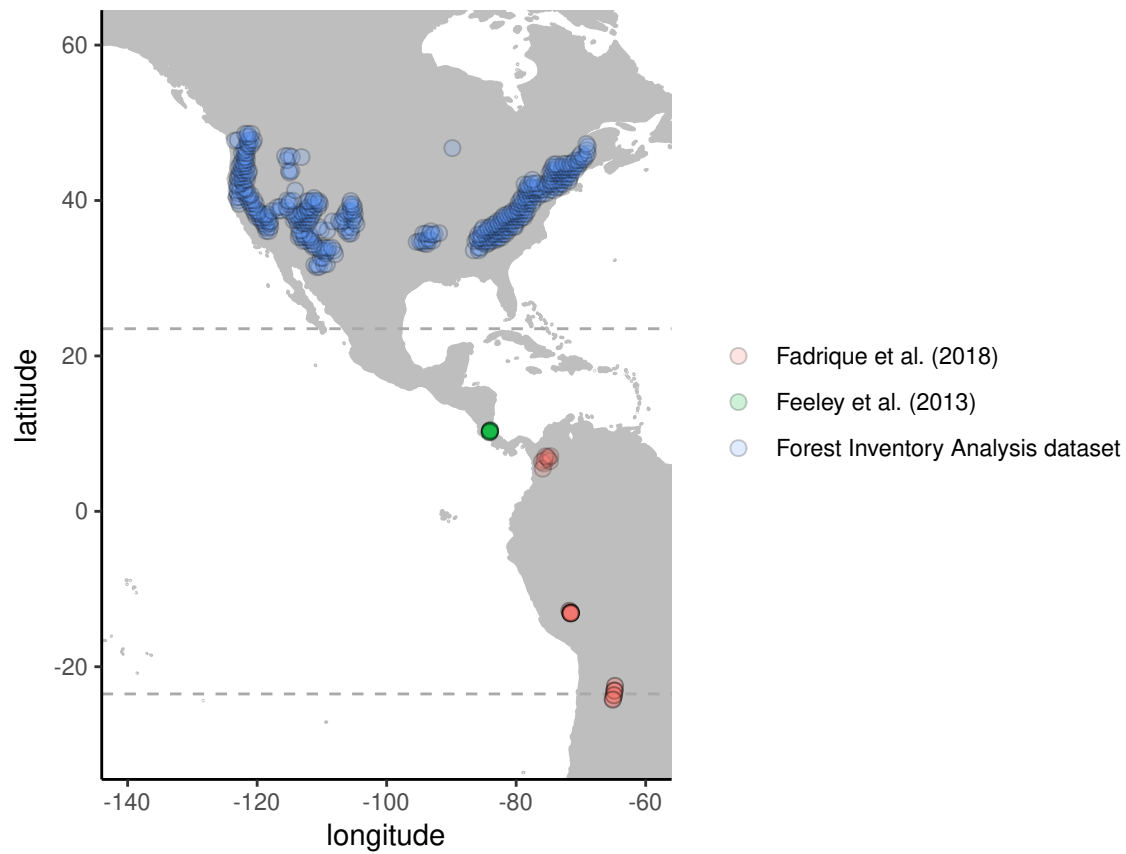 60
40
20
0
-20
latitude
-140
-120
-100
-80
-60
longitude
Fadrique et al. (2018)
Feeley et al. (2013)
Forest Inventory Analysis dataset